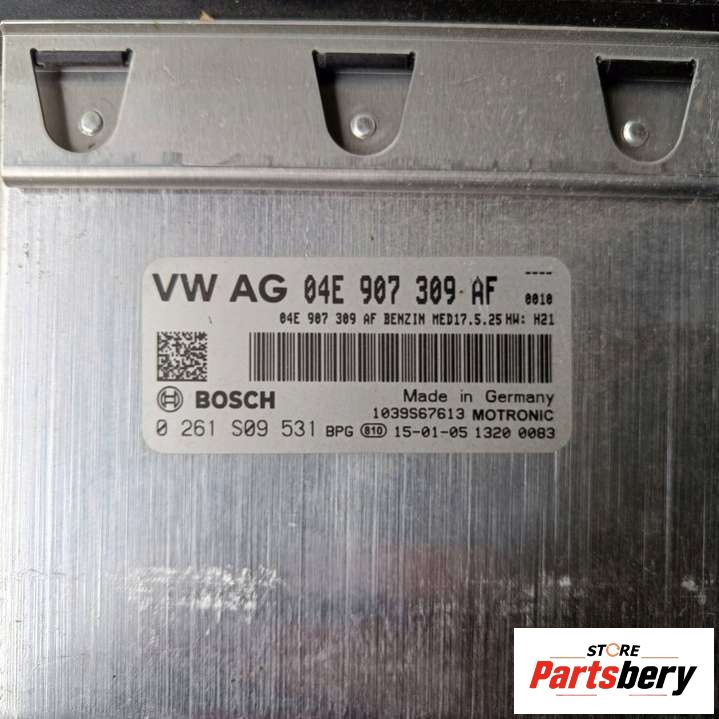 VW AG 04E 907 309 AF ---- 0010
04E 907 309 AF BENZIN MED17.5.25 HW: H21
BOSCH Made in Germany
1039S67613 MOTRONIC
0 261 S09 531 BPG 810 15-01-05 1320 0083
STORE
Partsbery